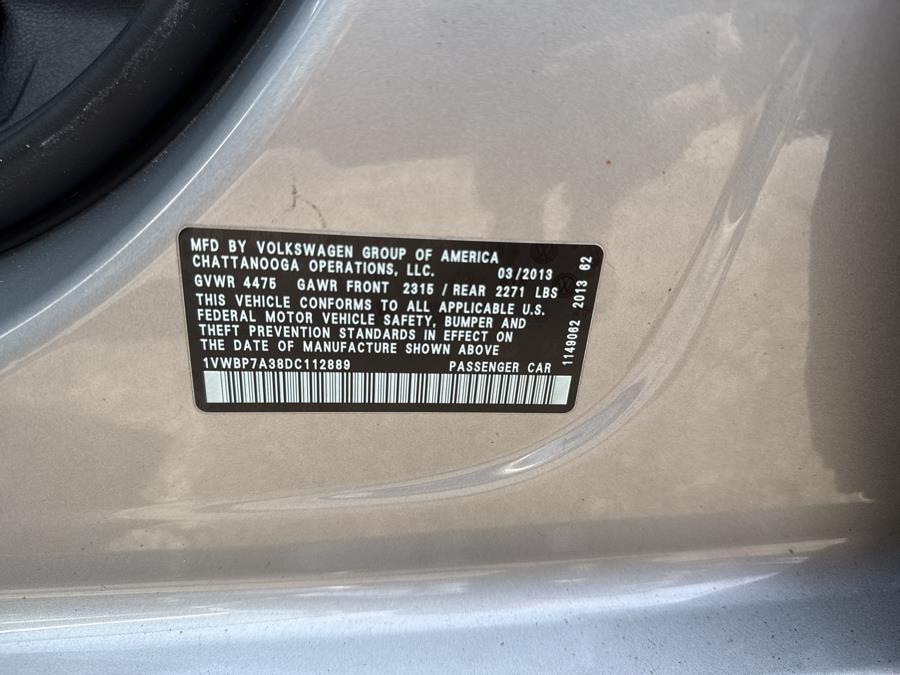 MFD BY VOLKSWAGEN GROUP OF AMERICA
CHATTANOOGA OPERATIONS, LLC. 03/2013
GVWR 4475 GAWR FRONT 2315 / REAR 2271 LBS
THIS VEHICLE CONFORMS TO ALL APPLICABLE U.S.
FEDERAL MOTOR VEHICLE SAFETY, BUMPER AND
THEFT PREVENTION STANDARDS IN EFFECT ON
THE DATE OF MANUFACTURE SHOWN ABOVE
1VWBP7A38DC112889 PASSENGER CAR
1149062 2013 62